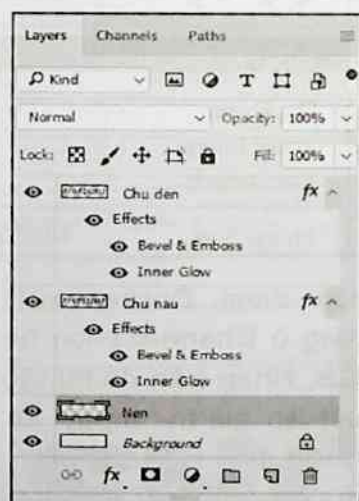 Layers Channels Paths
Kind
Normal Opacity: 100%
Lock: Fill: 100%
Chu den fx
Effects
Bevel & Emboss
Inner Glow
Chu nau fx
Effects
Bevel & Emboss
Inner Glow
Nen
Background
fx